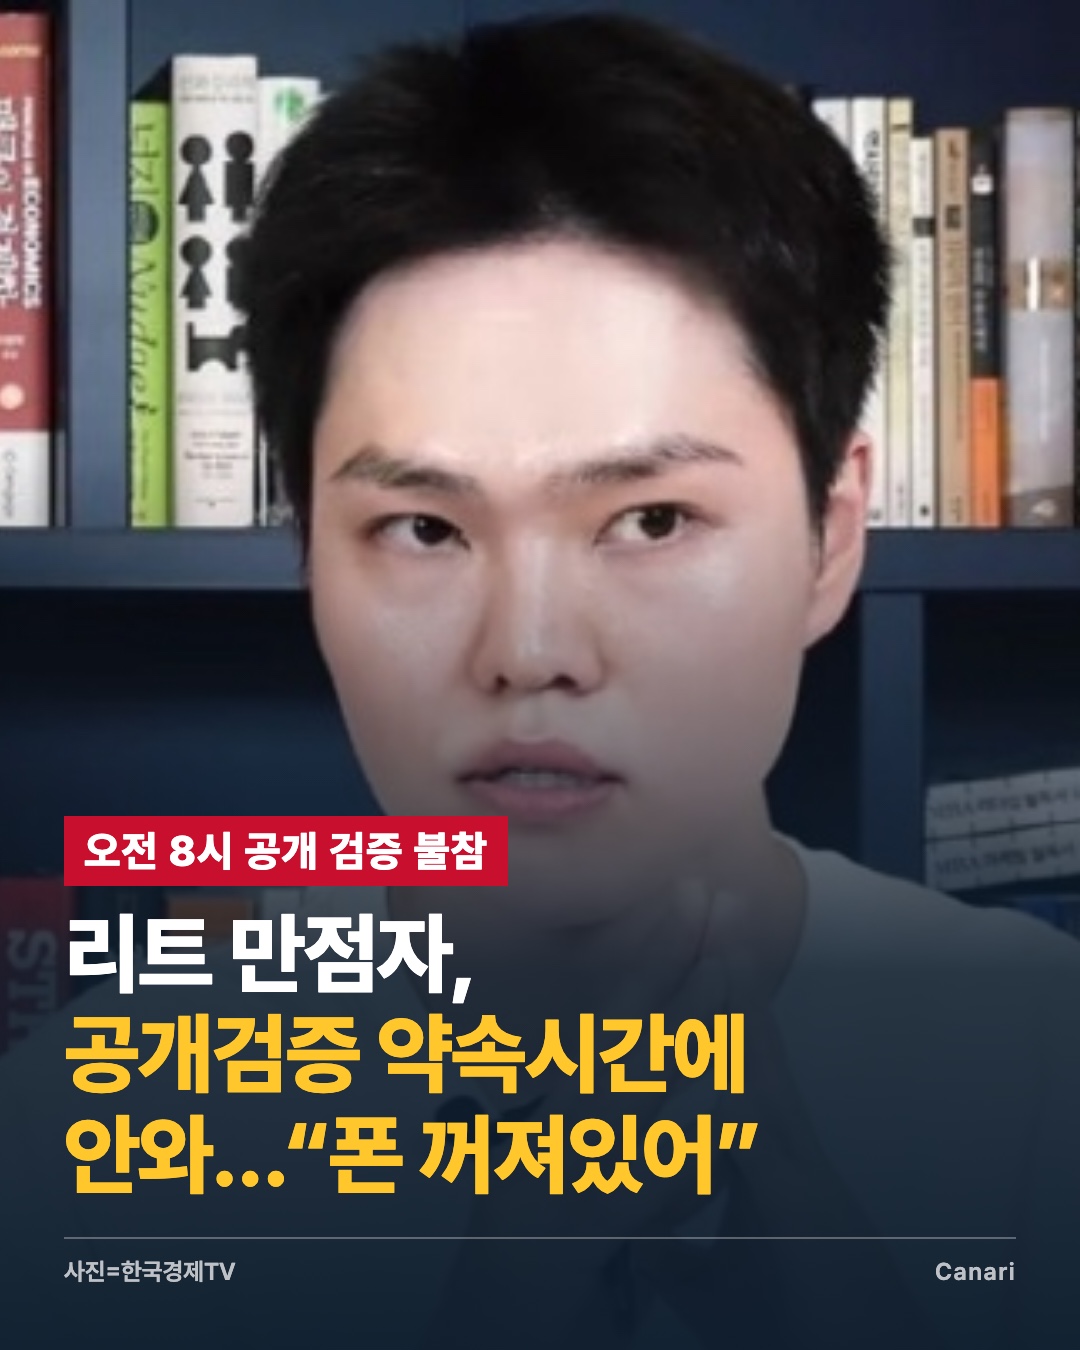 ECONOMICS
오전 8시 공개 검증 불참
리트 만점자,
공개검증 약속시간에
안와...“폰 꺼져있어”
사진=한국경제TV
Canari